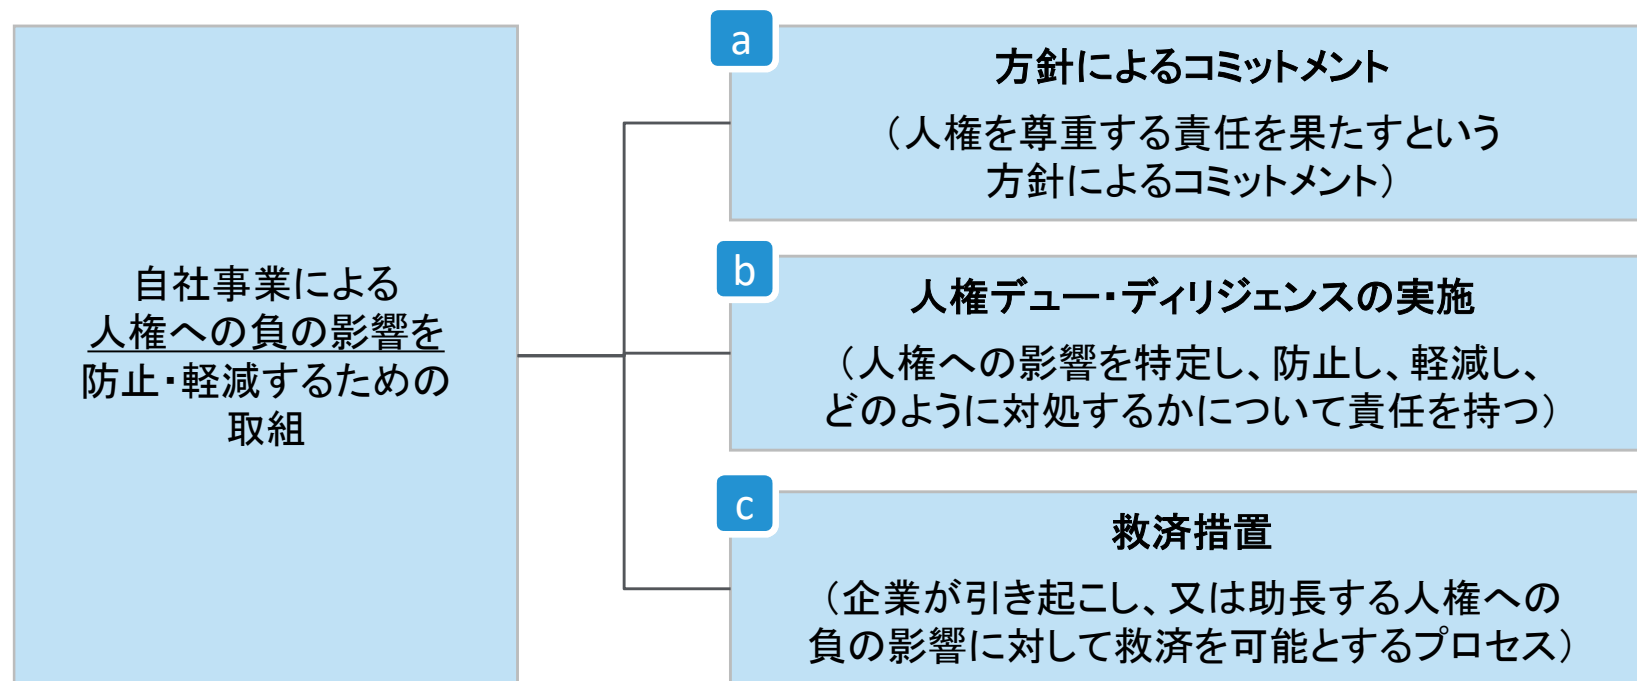 自社事業による
人権への負の影響を
防止・軽減するための
取組
a
方針によるコミットメント
（人権を尊重する責任を果たすという
方針によるコミットメント）
b
人権デュー・ディリジェンスの実施
（人権への影響を特定し、防止し、軽減し、
どのように対処するかについて責任を持つ）
c
救済措置
（企業が引き起こし、又は助長する人権への
負の影響に対して救済を可能とするプロセス）